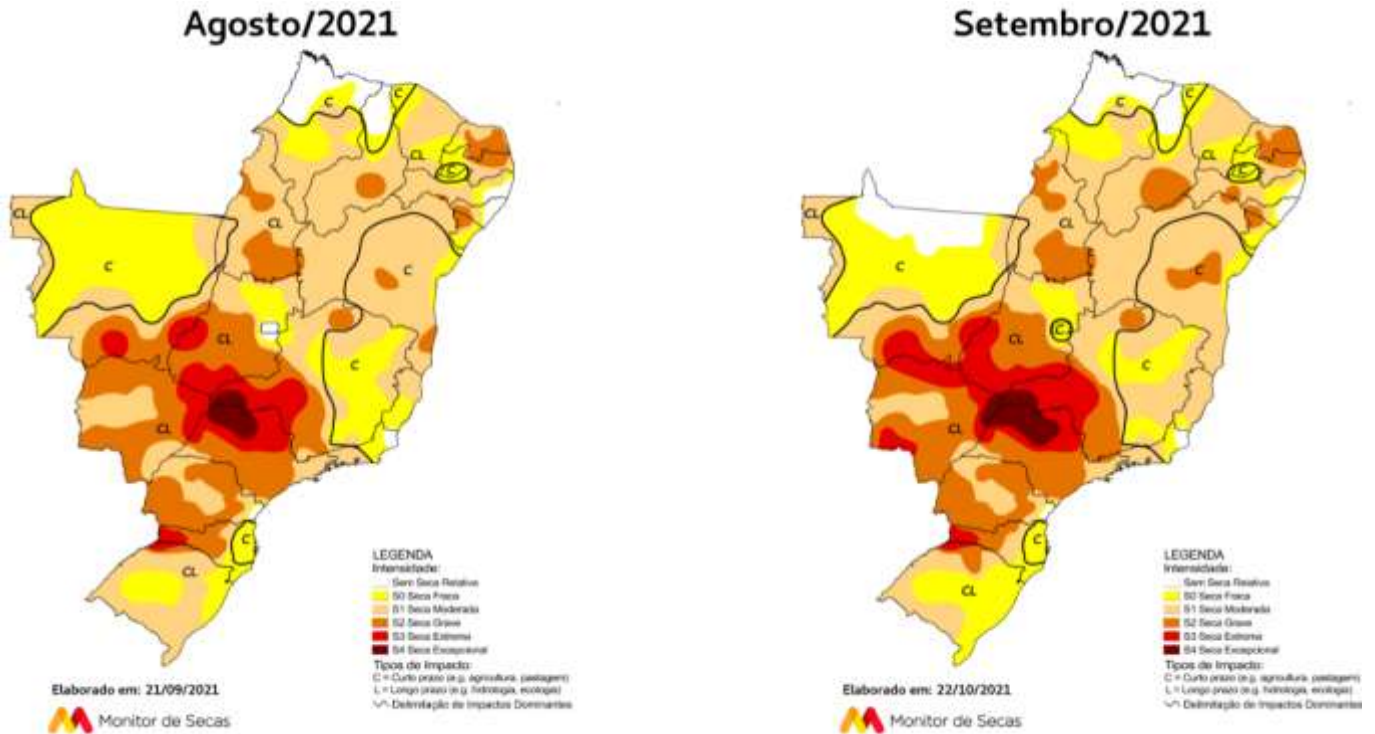 Agosto/2021
C
C
CL
C
CL
CL
C
C
CL
C
CL
C
CL
LEGENDA
Intensidade:
Sem Seca Relativa
S0 Seca Fraca
S1 Seca Moderada
S2 Seca Grave
S3 Seca Extrema
S4 Seca Excepcional
Tipos de Impacto:
C = Curto prazo (e.g. agricultura, pastagem)
L = Longo prazo (e.g. hidrologia, ecologia)
Delimitação de Impactos Dominantes
Elaborado em: 21/09/2021
Monitor de Secas
Setembro/2021
C
C
CL
C
CL
CL
C
C
C
CL
C
CL
C
CL
LEGENDA
Intensidade:
Sem Seca Relativa
S0 Seca Fraca
S1 Seca Moderada
S2 Seca Grave
S3 Seca Extrema
S4 Seca Excepcional
Tipos de Impacto:
C = Curto prazo (e.g. agricultura, pastagem)
L = Longo prazo (e.g. hidrologia, ecologia)
Delimitação de Impactos Dominantes
Elaborado em: 22/10/2021
Monitor de Secas